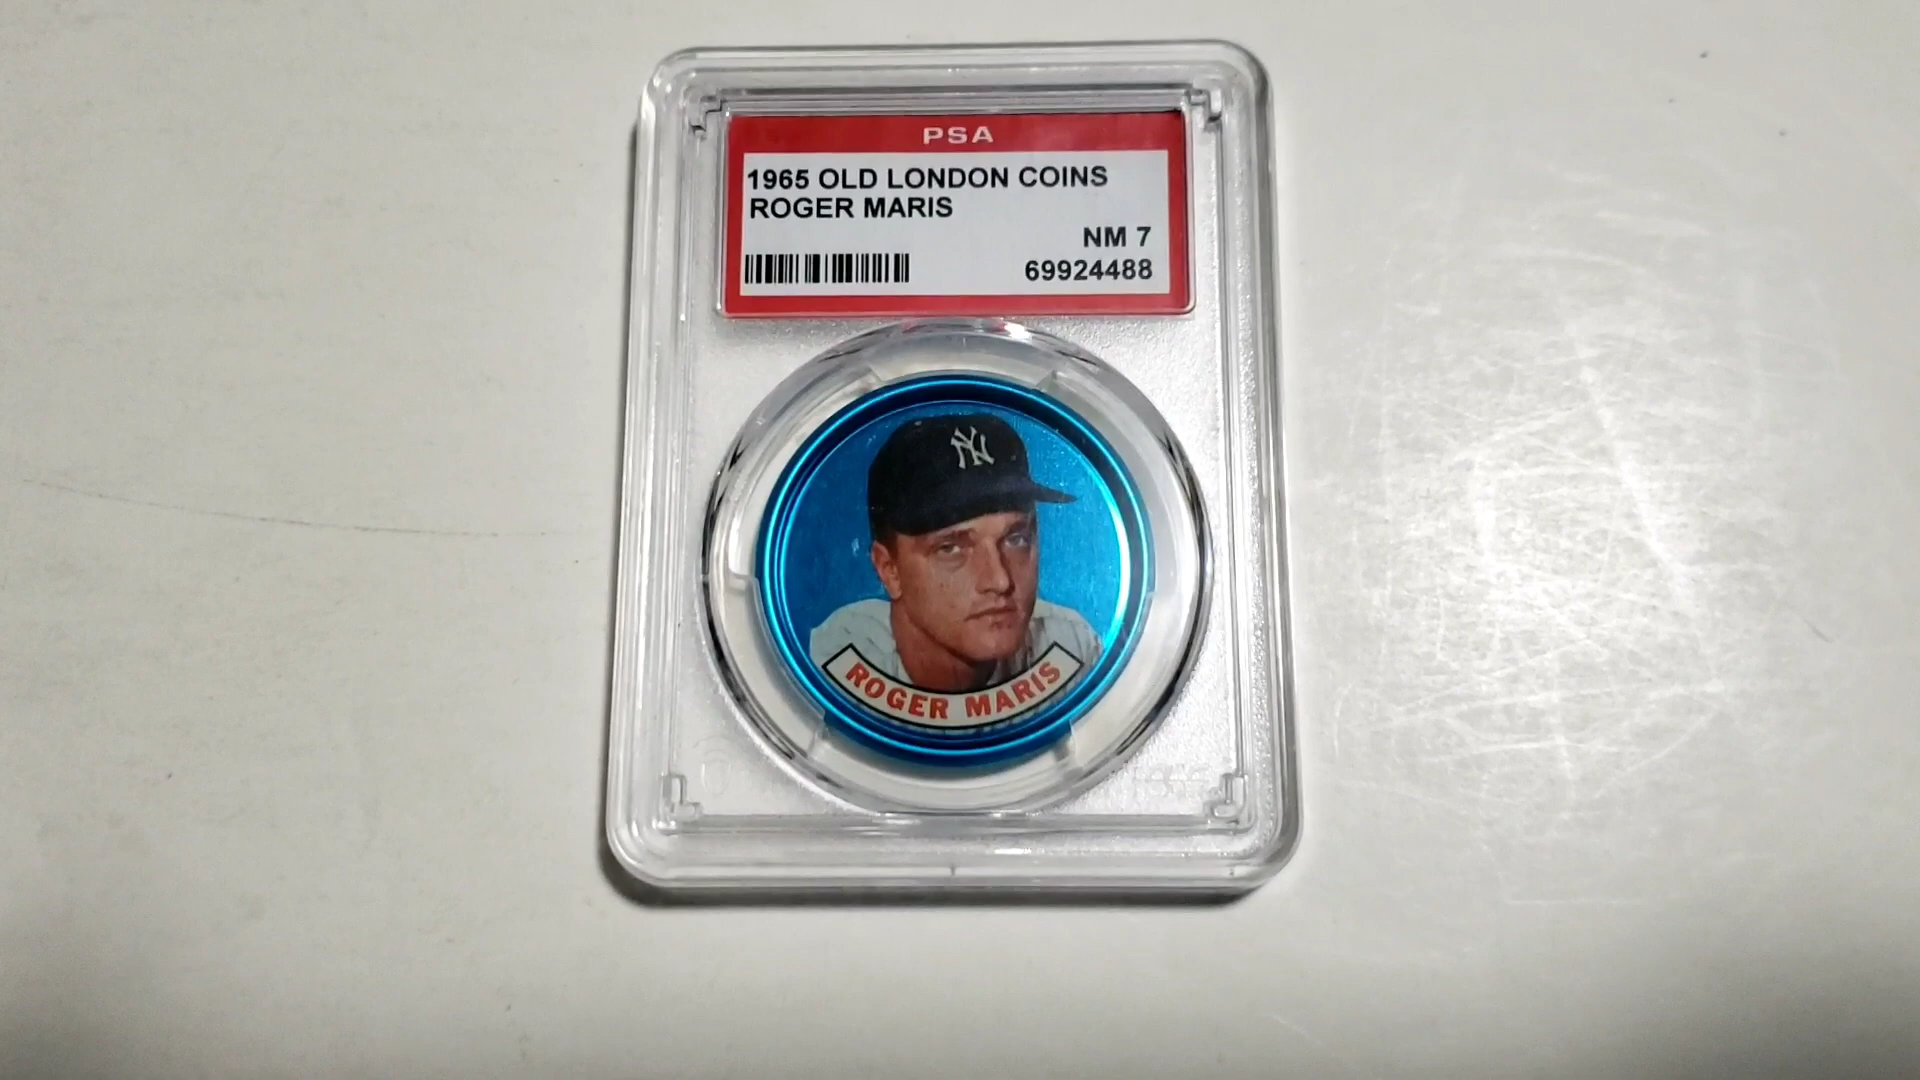 PSA
1965 OLD LONDON COINS
ROGER MARIS
NM 7
69924488
NY
ROGER MARIS